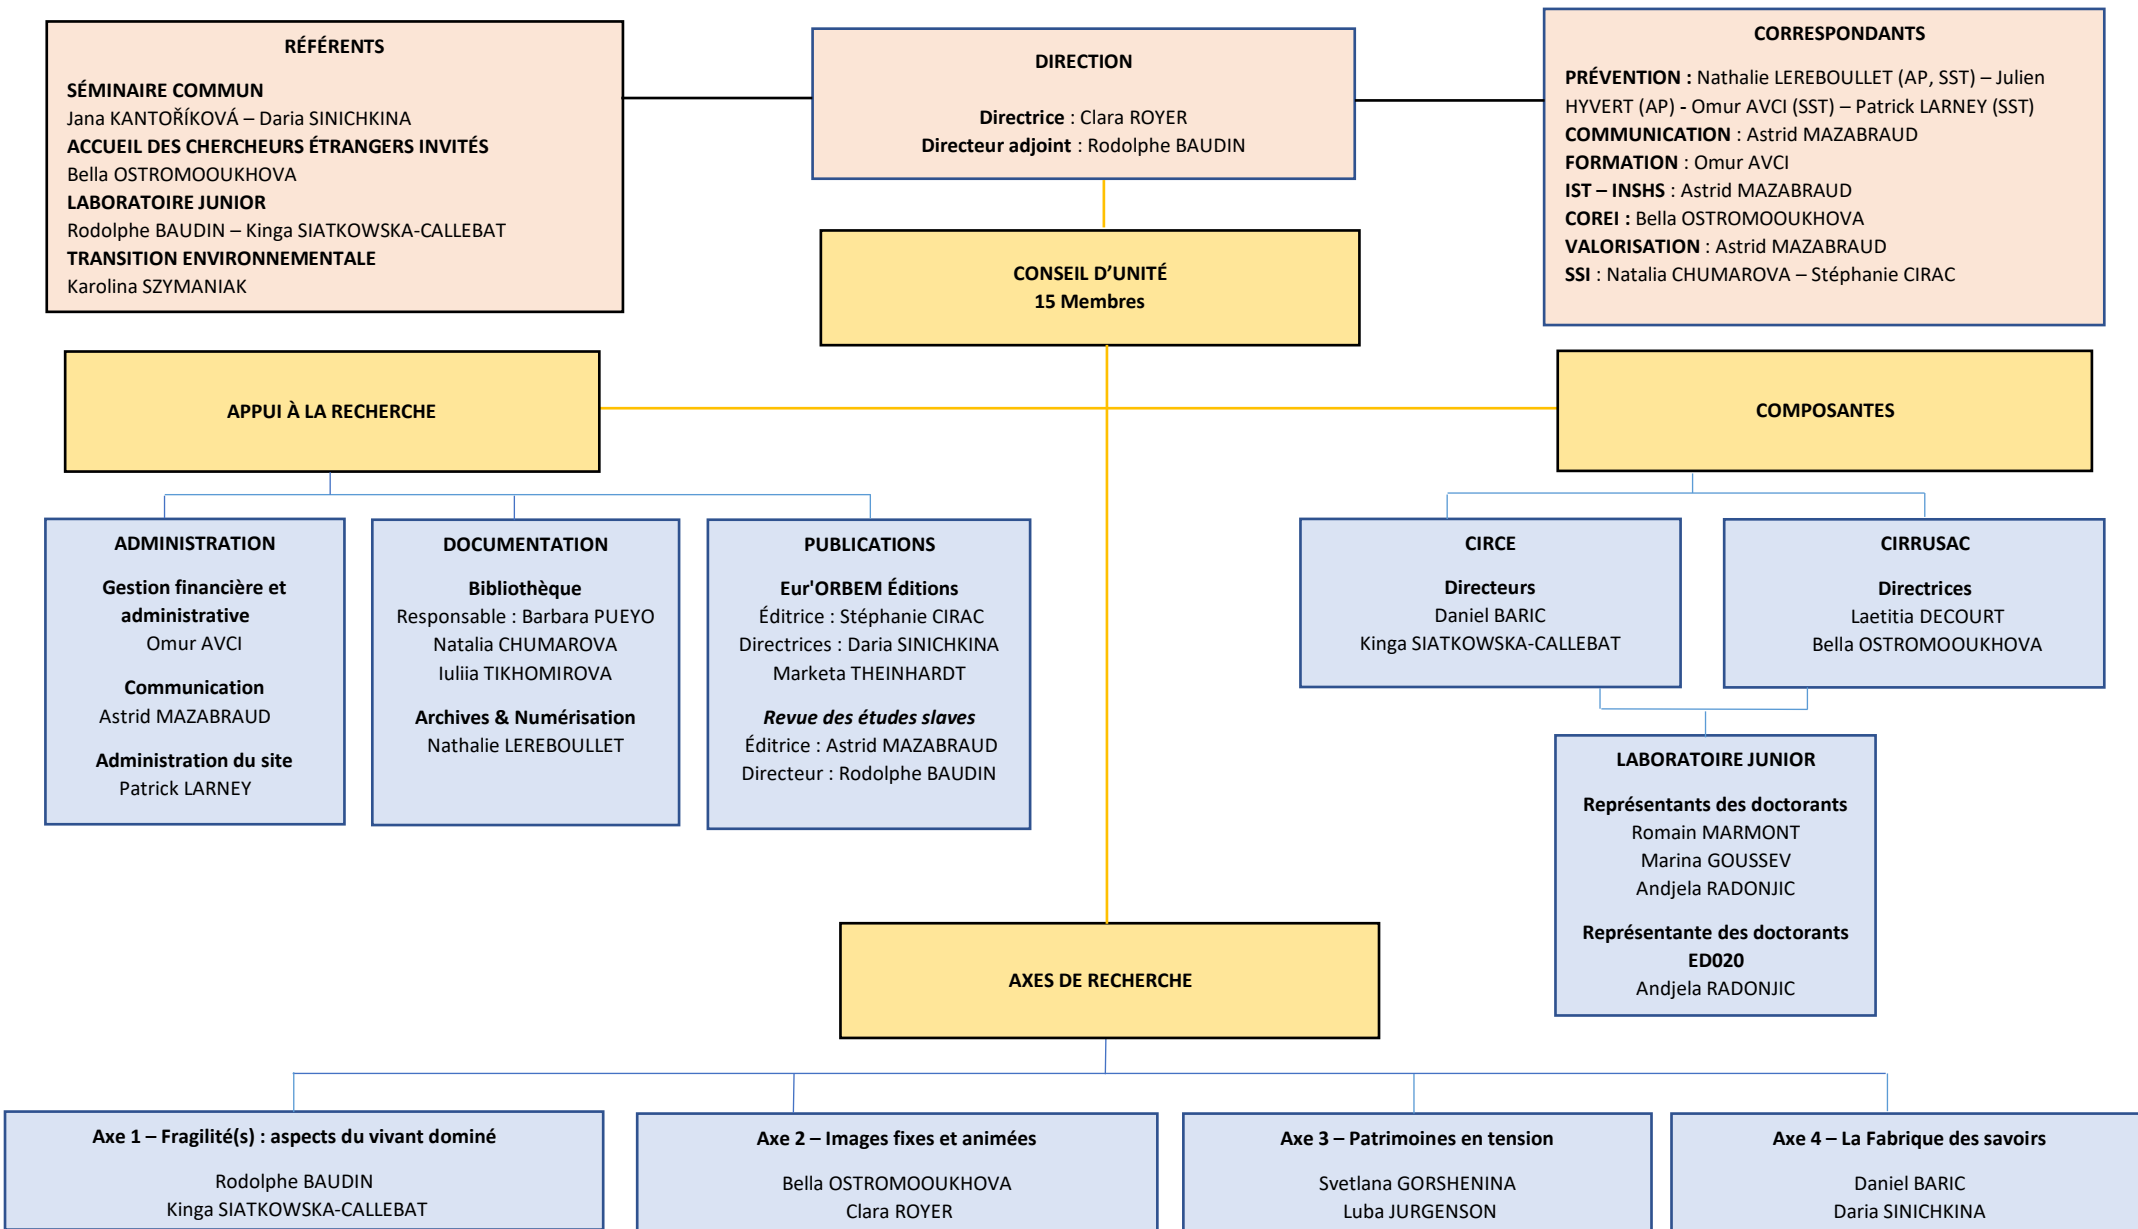 RÉFÉRENTS
SÉMINAIRE COMMUN
Jana KANTOŘÍKOVÁ – Daria SINICHKINA
ACCUEIL DES CHERCHEURS ÉTRANGERS INVITÉS
Bella OSTROMOOUKHOVA
LABORATOIRE JUNIOR
Rodolphe BAUDIN – Kinga SIATKOWSKA-CALLEBAT
TRANSITION ENVIRONNEMENTALE
Karolina SZYMANIAK
DIRECTION
Directrice : Clara ROYER
Directeur adjoint : Rodolphe BAUDIN
CORRESPONDANTS
PRÉVENTION : Nathalie LEREBOULLET (AP, SST) – Julien
HYVERT (AP) - Omur AVCI (SST) – Patrick LARNEY (SST)
COMMUNICATION : Astrid MAZABRAUD
FORMATION : Omur AVCI
IST – INSHS : Astrid MAZABRAUD
COREI : Bella OSTROMOOUKHOVA
VALORISATION : Astrid MAZABRAUD
SSI : Natalia CHUMAROVA – Stéphanie CIRAC
CONSEIL D’UNITÉ
15 Membres
APPUI À LA RECHERCHE
COMPOSANTES
ADMINISTRATION
Gestion financière et
administrative
Omur AVCI
Communication
Astrid MAZABRAUD
Administration du site
Patrick LARNEY
DOCUMENTATION
Bibliothèque
Responsable : Barbara PUEYO
Natalia CHUMAROVA
Iuliia TIKHOMIROVA
Archives & Numérisation
Nathalie LEREBOULLET
PUBLICATIONS
Eur'ORBEM Éditions
Éditrice : Stéphanie CIRAC
Directrices : Daria SINICHKINA
Marketa THEINHARDT
Revue des études slaves
Éditrice : Astrid MAZABRAUD
Directeur : Rodolphe BAUDIN
CIRCE
Directeurs
Daniel BARIC
Kinga SIATKOWSKA-CALLEBAT
CIRRUSAC
Directrices
Laetitia DECOURT
Bella OSTROMOOUKHOVA
LABORATOIRE JUNIOR
Représentants des doctorants
Romain MARMONT
Marina GOUSSEV
Andjela RADONJIC
Représentante des doctorants
ED020
Andjela RADONJIC
AXES DE RECHERCHE
Axe 1 – Fragilité(s) : aspects du vivant dominé
Rodolphe BAUDIN
Kinga SIATKOWSKA-CALLEBAT
Axe 2 – Images fixes et animées
Bella OSTROMOOUKHOVA
Clara ROYER
Axe 3 – Patrimoines en tension
Svetlana GORSHENINA
Luba JURGENSON
Axe 4 – La Fabrique des savoirs
Daniel BARIC
Daria SINICHKINA